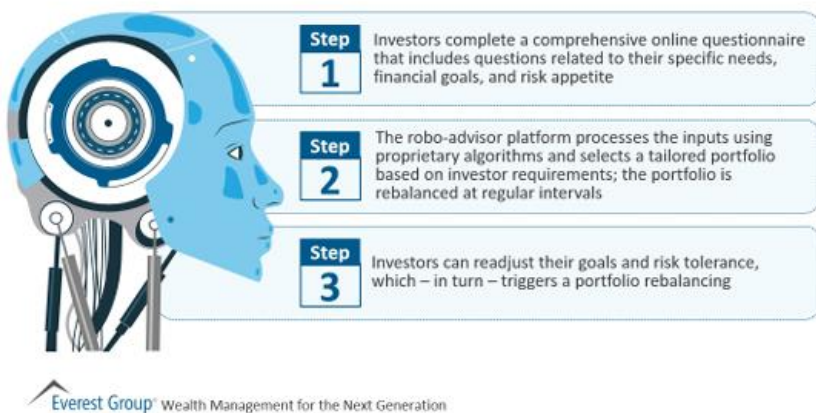 Step
1
Investors complete a comprehensive online questionnaire
that includes questions related to their specific needs,
financial goals, and risk appetite
Step
2
The robo-advisor platform processes the inputs using
proprietary algorithms and selects a tailored portfolio
based on investor requirements; the portfolio is
rebalanced at regular intervals
Step
3
Investors can readjust their goals and risk tolerance,
which – in turn – triggers a portfolio rebalancing
Everest Group® Wealth Management for the Next Generation